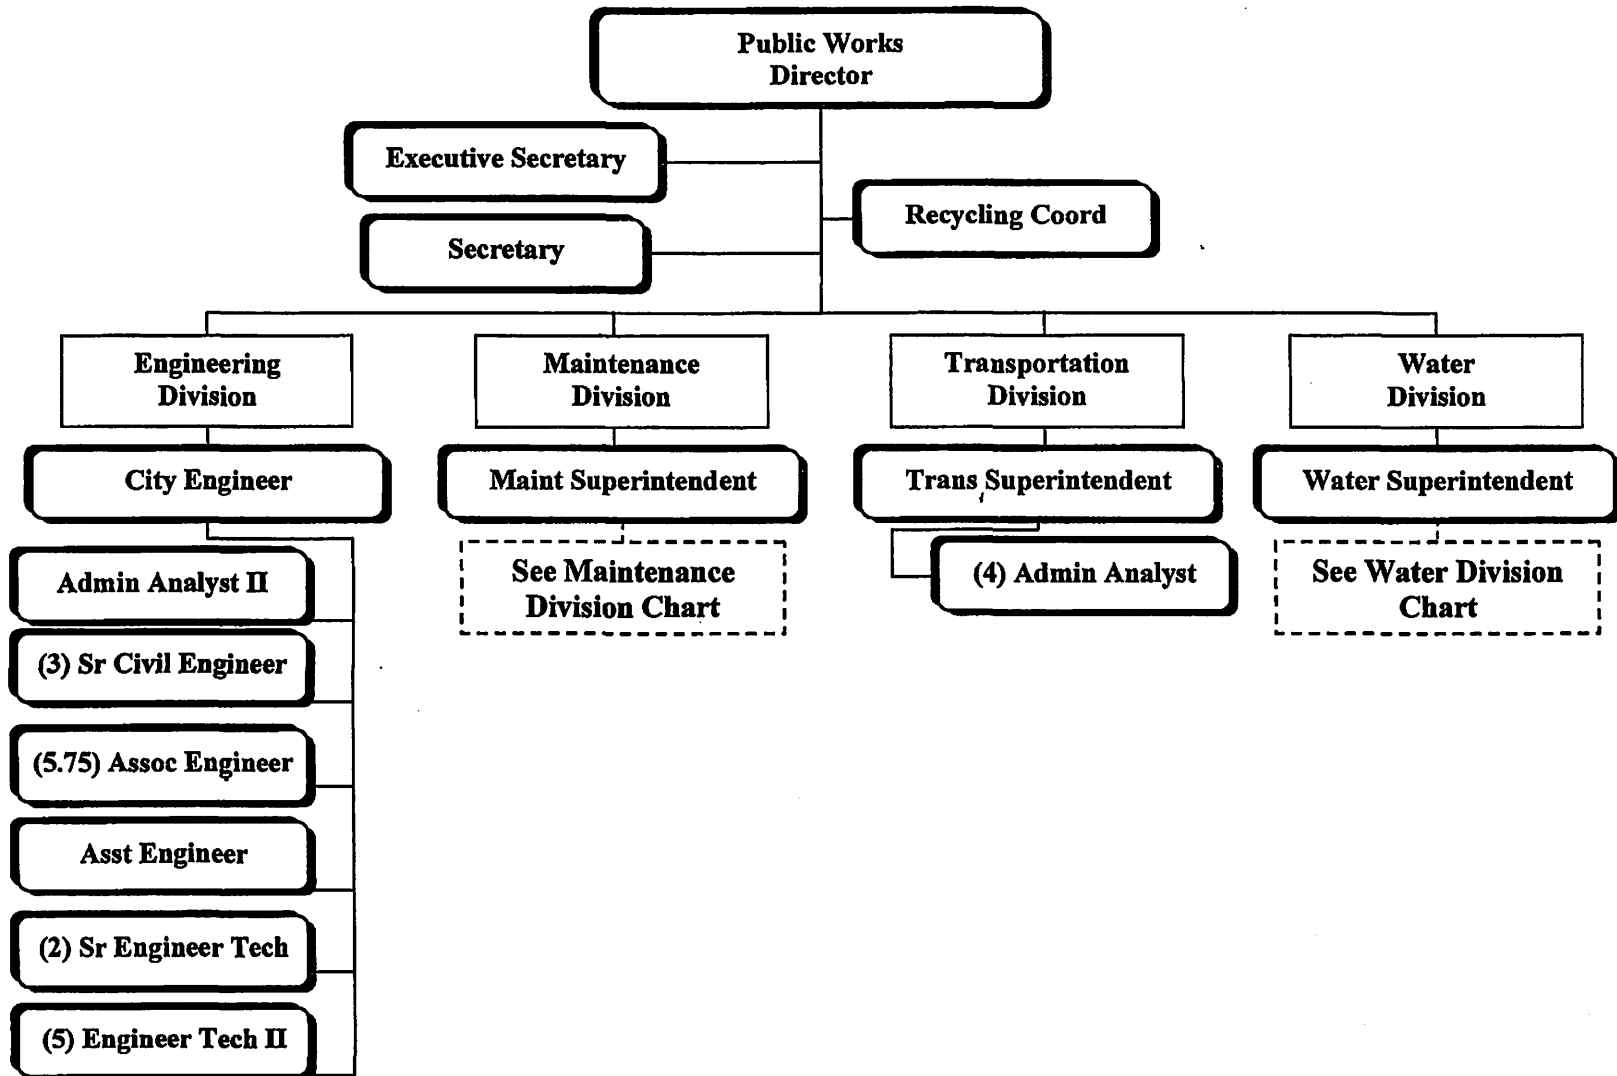 Public Works
Director
Executive Secretary
Recycling Coord
Secretary
Engineering
Division
Maintenance
Division
Transportation
Division
Water
Division
City Engineer
Maint Superintendent
Trans Superintendent
Water Superintendent
Admin Analyst II
(3) Sr Civil Engineer
(5.75) Assoc Engineer
Asst Engineer
(2) Sr Engineer Tech
(5) Engineer Tech II
See Maintenance
Division Chart
(4) Admin Analyst
See Water Division
Chart